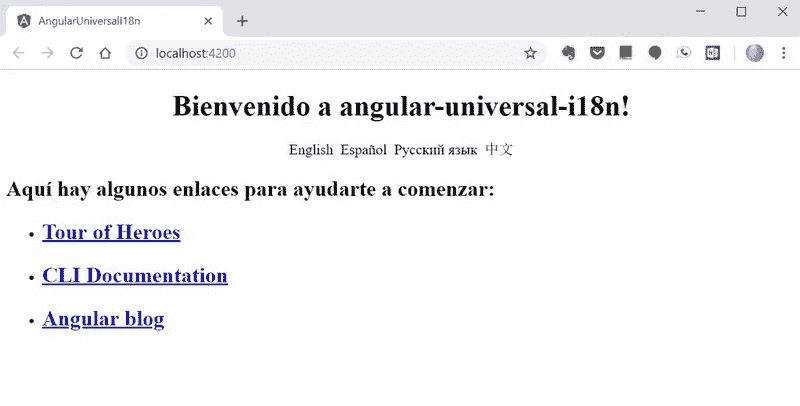 AngularUniversalI18n
localhost:4200
Bienvenido a angular-universal-i18n!
English Español Русский язык 中文
Aquí hay algunos enlaces para ayudarte a comenzar:
Tour of Heroes
CLI Documentation
Angular blog